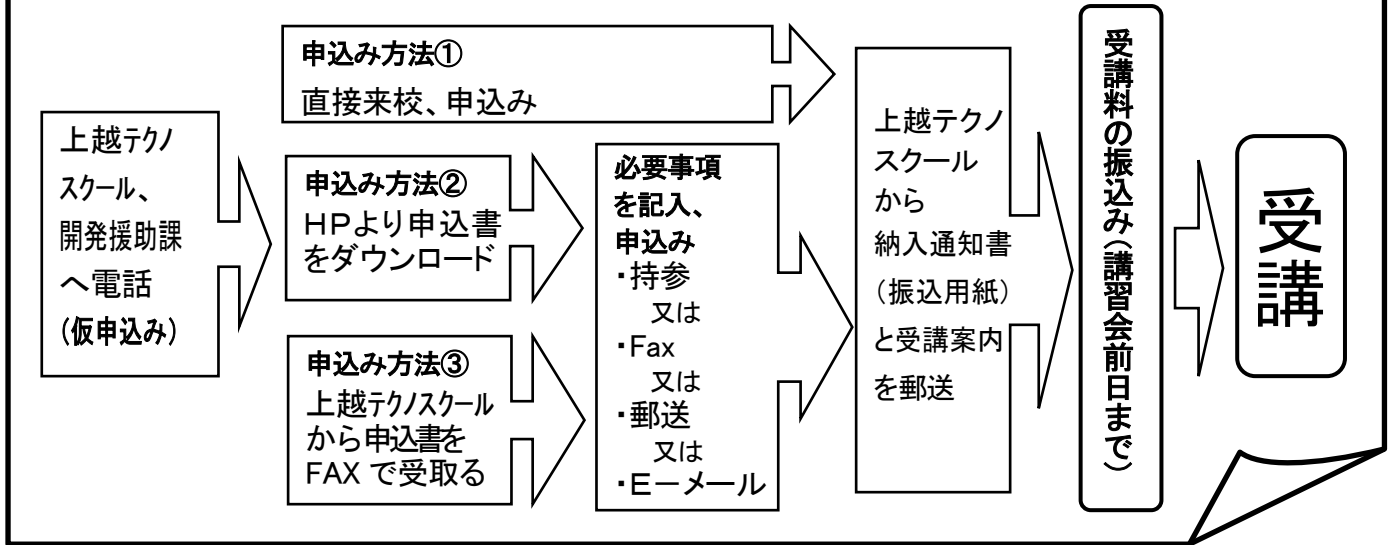 上越テクノ
スクール、
開発援助課
へ電話
(仮申込み)
申込み方法①
直接来校、申込み
申込み方法②
HPより申込書
をダウンロード
申込み方法③
上越テクノスクール
から申込書を
FAX で受取る
必要事項
を記入、
申込み
・持参
又は
・Fax
又は
・郵送
又は
・E－メール
上越テクノ
スクール
から
納入通知書
（振込用紙）
と受講案内
を郵送
受講料の振込み（講習会前日まで）
受講